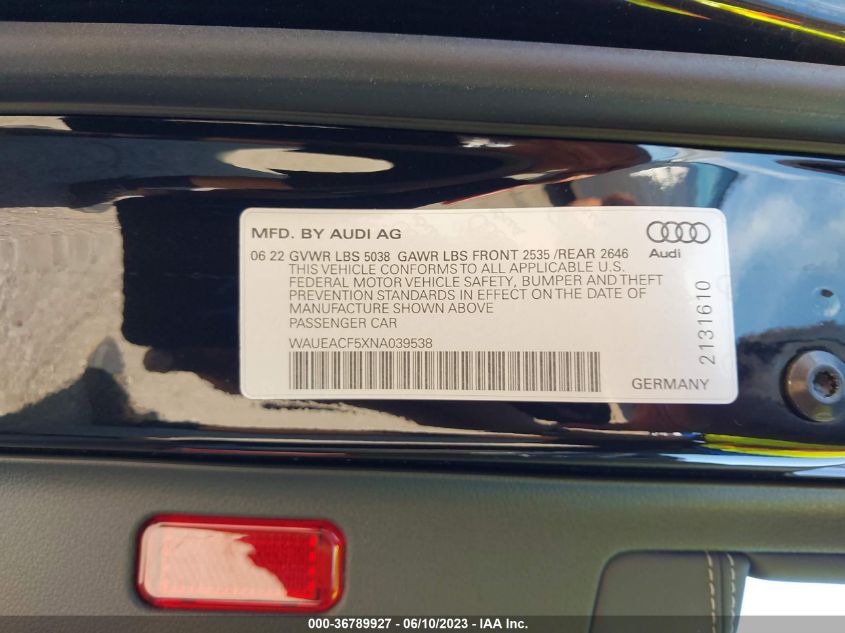 MFD. BY AUDI AG
Audi
06 22 GVWR LBS 5038 GAWR LBS FRONT 2535 /REAR 2646
THIS VEHICLE CONFORMS TO ALL APPLICABLE U.S.
FEDERAL MOTOR VEHICLE SAFETY, BUMPER AND THEFT
PREVENTION STANDARDS IN EFFECT ON THE DATE OF
MANUFACTURE SHOWN ABOVE
PASSENGER CAR
WAUEACF5XNA039538
2131610
GERMANY
000-36789927 - 06/10/2023 - IAA Inc.